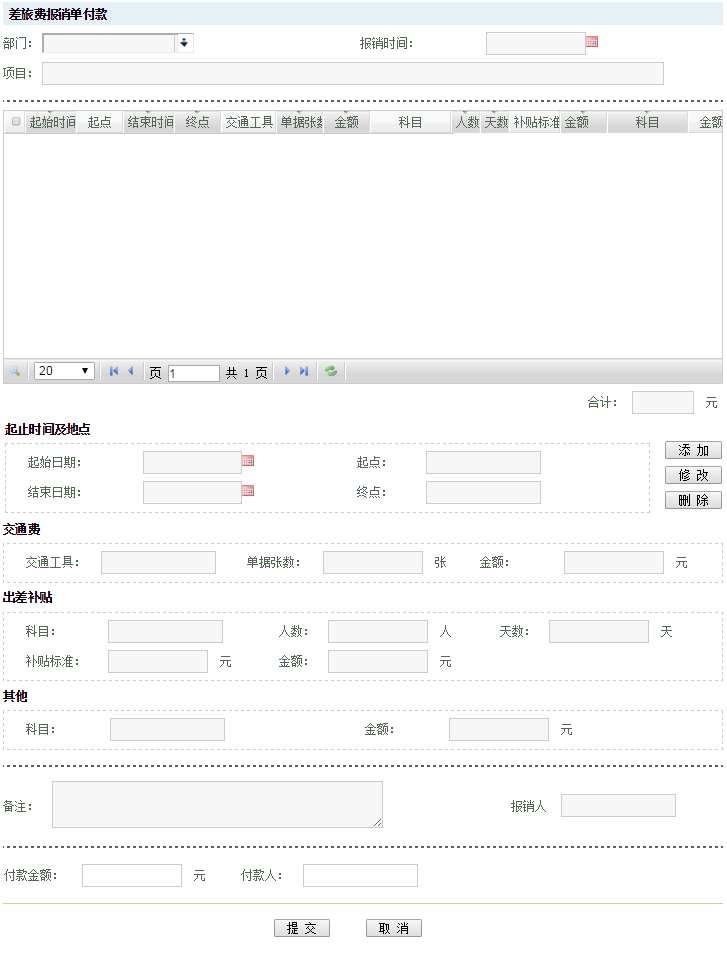 差旅费报销单付款
部门： 报销时间：
项目：
起始时间 起点 结束时间 终点 交通工具 单据张数 金额 科目 人数 天数 补贴标准 金额 科目 金额
20 页 1 共 1 页
合计： 元
起止时间及地点
起始日期： 起点： 添 加
修 改
结束日期： 终点：
删 除
交通费
交通工具： 单据张数： 张 金额： 元
出差补贴
科目： 人数： 人 天数： 天
补贴标准： 元 金额： 元
其他
科目： 金额： 元
备注： 报销人
付款金额： 元 付款人：
提 交 取 消